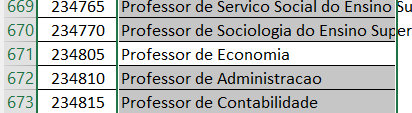 669 234765 Professor de Servico Social do Ensino Su
670 234770 Professor de Sociologia do Ensino Super
671 234805 Professor de Economia
672 234810 Professor de Administracao
673 234815 Professor de Contabilidade